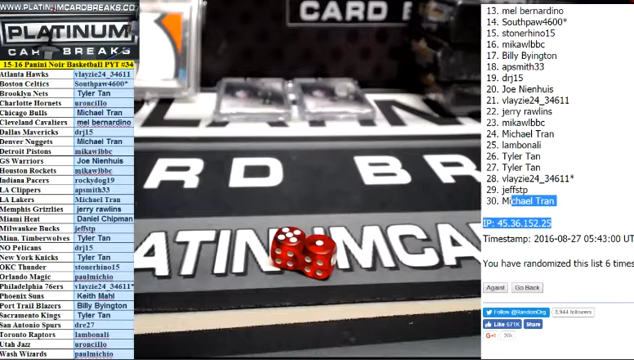 WWW.PLATINUMCARDBREAKS.COM
PLATINUM
CARD BREAKS
15-16 Panini Noir Basketball PYT #34
Atlanta Hawks vlayzie24_34611
Boston Celtics Southpaw4600*
Brooklyn Nets Tyler Tan
Charlotte Hornets uroncillo
Chicago Bulls Michael Tran
Cleveland Cavaliers mel bernardino
Dallas Mavericks drj15
Denver Nuggets Michael Tran
Detroit Pistons mikawlbbc
GS Warriors Joe Nienhuis
Houston Rockets mikawlbbc
Indiana Pacers rockydog19
LA Clippers apsmith33
LA Lakers Michael Tran
Memphis Grizzlies jerry rawlins
Miami Heat Daniel Chipman
Milwaukee Bucks jeffstp
Minn. Timberwolves Tyler Tan
NO Pelicans drj15
New York Knicks Tyler Tan
OKC Thunder stonerhino15
Orlando Magic paulmichio
Philadelphia 76ers vlayzie24_34611*
Phoenix Suns Keith Mahl
Port Trail Blazers Billy Byington
Sacramento Kings Tyler Tan
San Antonio Spurs dre27
Toronto Raptors lambonali
Utah Jazz uroncillo
Wash Wizards paulmichio
CARD BREA
ATINUMCA
13. mel bernardino
14. Southpaw4600*
15. stonerhino15
16. mikawlbbc
17. Billy Byington
18. apsmith33
19. drj15
20. Joe Nienhuis
21. vlayzie24_34611
22. jerry rawlins
23. mikawlbbc
24. Michael Tran
25. lambonali
26. Tyler Tan
27. Tyler Tan
28. vlayzie24_34611*
29. jeffstp
30. Michael Tran
IP: 45.36.152.25
Timestamp: 2016-08-27 05:43:00 UT
You have randomized this list 6 times
Again! Go Back
Follow @RandomOrg 3,944 followers
Like 671K Share